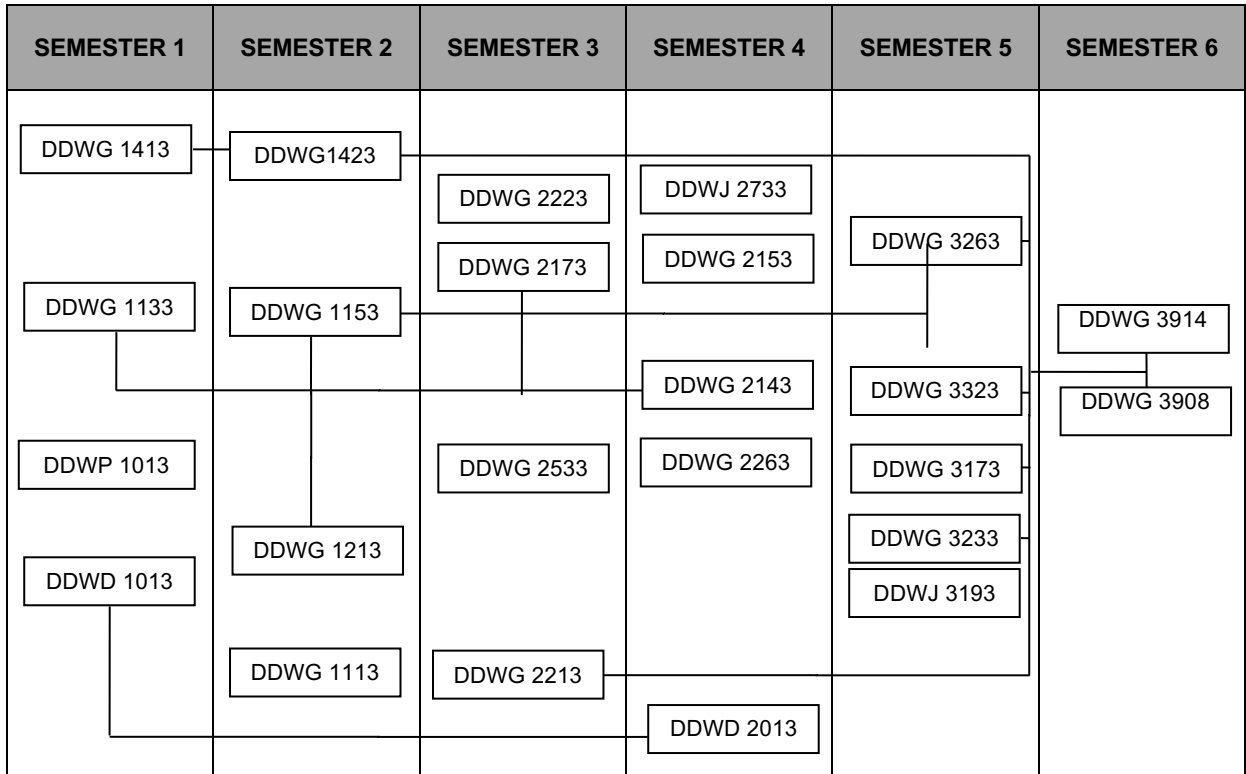 SEMESTER 1
SEMESTER 2
SEMESTER 3
SEMESTER 4
SEMESTER 5
SEMESTER 6
DDWG 1413
DDWG 1133
DDWP 1013
DDWD 1013
DDWG1423
DDWG 1153
DDWG 1213
DDWG 1113
DDWG 2223
DDWG 2173
DDWG 2533
DDWG 2213
DDWJ 2733
DDWG 2153
DDWG 2143
DDWG 2263
DDWD 2013
DDWG 3263
DDWG 3323
DDWG 3173
DDWG 3233
DDWJ 3193
DDWG 3914
DDWG 3908